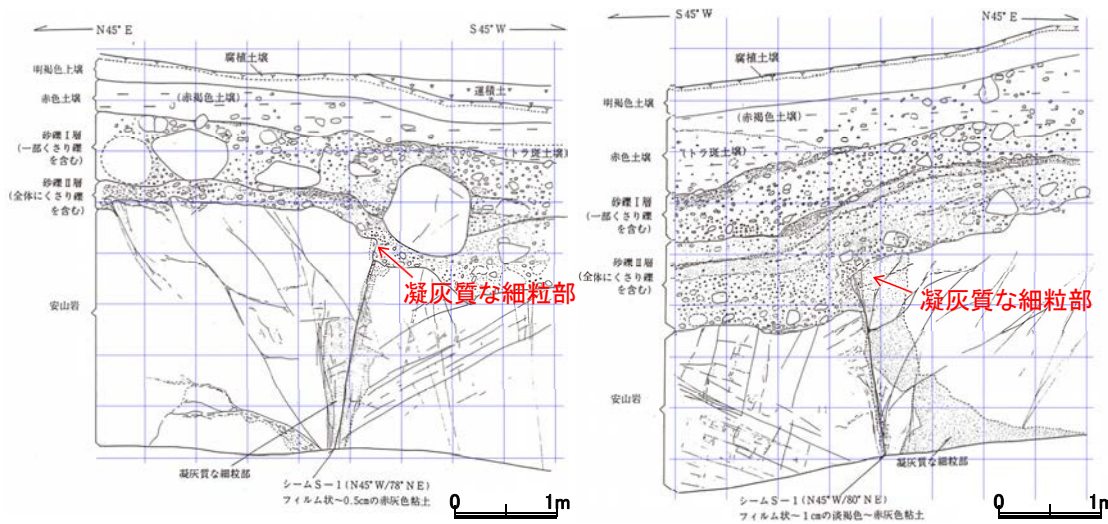 N45°E
S45°W
腐植土壌
明褐色土壌
運積土
赤色土壌
(赤褐色土壌)
砂礫Ⅰ層
(一部くさり礫
を含む)
(トラ斑土壌)
砂礫Ⅱ層
(全体にくさり礫
を含む)
凝灰質な細粒部
安山岩
凝灰質な細粒部
シームS-1(N45°W/78°NE)
フィルム状~0.5cmの赤灰色粘土
0
1m
S45°W
N45°E
腐植土壌
明褐色土壌
(赤褐色土壌)
赤色土壌
(トラ斑土壌)
砂礫Ⅰ層
(一部くさり礫
を含む)
砂礫Ⅱ層
(全体にくさり礫
を含む)
凝灰質な細粒部
安山岩
凝灰質な細粒部
シームS-1(N45°W/80°NE)
フィルム状~1cmの淡褐色~赤灰色粘土
0
1m